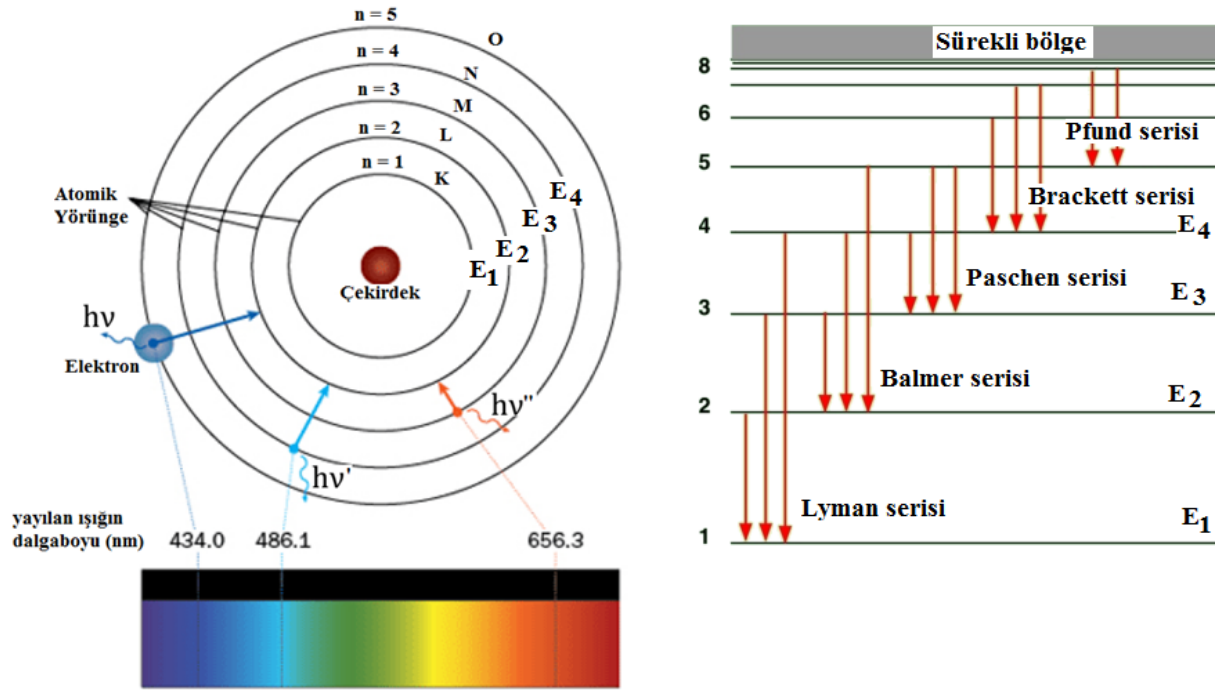 n = 5
O
n = 4
N
n = 3
M
n = 2
L
n = 1
K
Atomik
Yörünge
E4
E3
E2
E1
Çekirdek
hν
Elektron
hν'
hν"
yayılan ışığın
dalgaboyu (nm)
434.0
486.1
656.3
Sürekli bölge
8
6
Pfund serisi
5
Brackett serisi
4
E4
Paschen serisi
3
E3
Balmer serisi
2
E2
Lyman serisi
1
E1